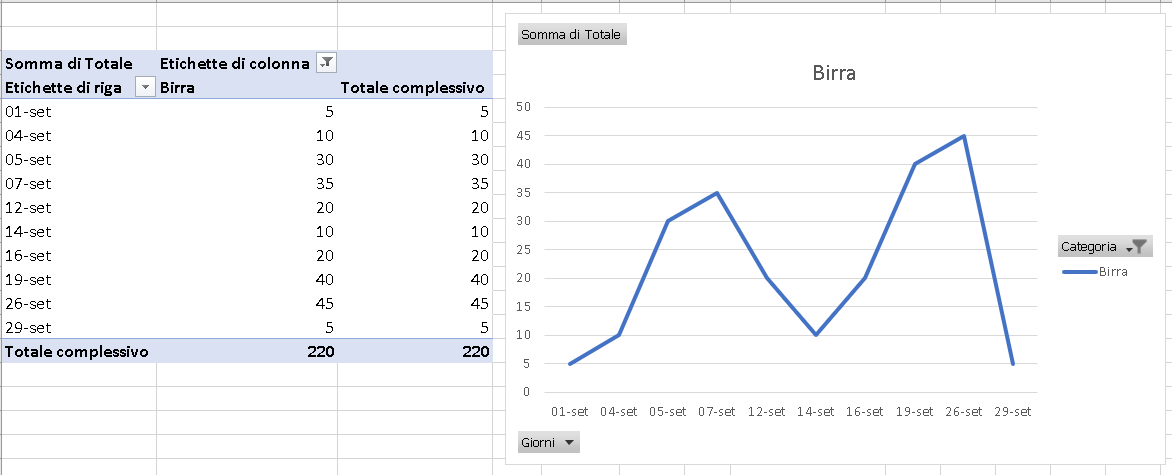 Somma di Totale Etichette di colonna
Etichette di riga Birra Totale complessivo
01-set 5 5
04-set 10 10
05-set 30 30
07-set 35 35
12-set 20 20
14-set 10 10
16-set 20 20
19-set 40 40
26-set 45 45
29-set 5 5
Totale complessivo 220 220
Somma di Totale
Birra
50
45
40
35
30
25
20
15
10
5
0
01-set 04-set 05-set 07-set 12-set 14-set 16-set 19-set 26-set 29-set
Categoria
Birra
Giorni